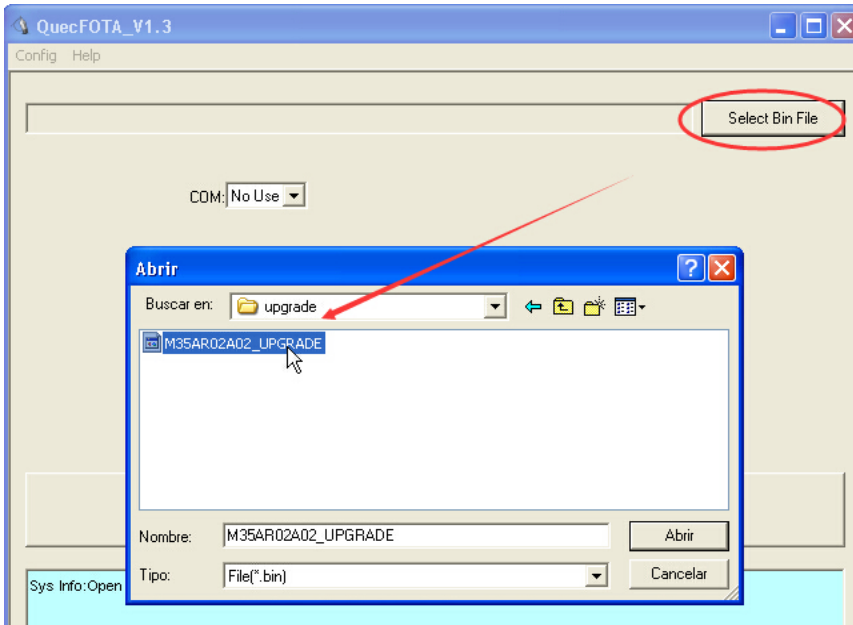 QuecFOTA_V1.3
Config Help
Select Bin File
COM: No Use
Abrir
Buscar en: upgrade
M35AR02A02_UPGRADE
Nombre: M35AR02A02_UPGRADE Abrir
Tipo: File(*.bin) Cancelar
Sys Info:Open